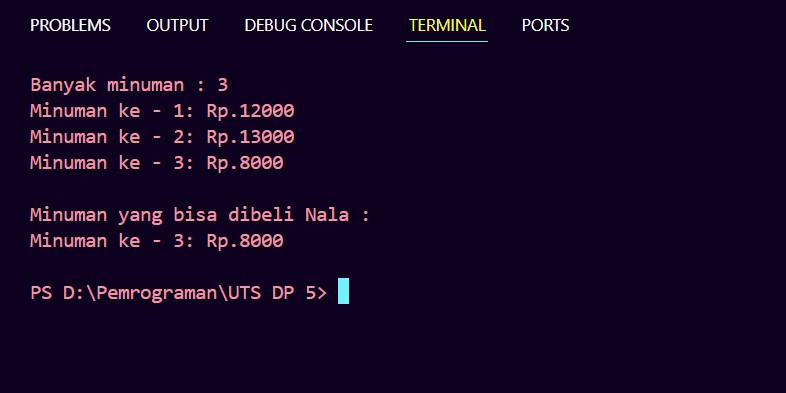 PROBLEMS OUTPUT DEBUG CONSOLE TERMINAL PORTS
Banyak minuman : 3
Minuman ke - 1: Rp.12000
Minuman ke - 2: Rp.13000
Minuman ke - 3: Rp.8000
Minuman yang bisa dibeli Nala :
Minuman ke - 3: Rp.8000
PS D:\Pemrograman\UTS DP 5>